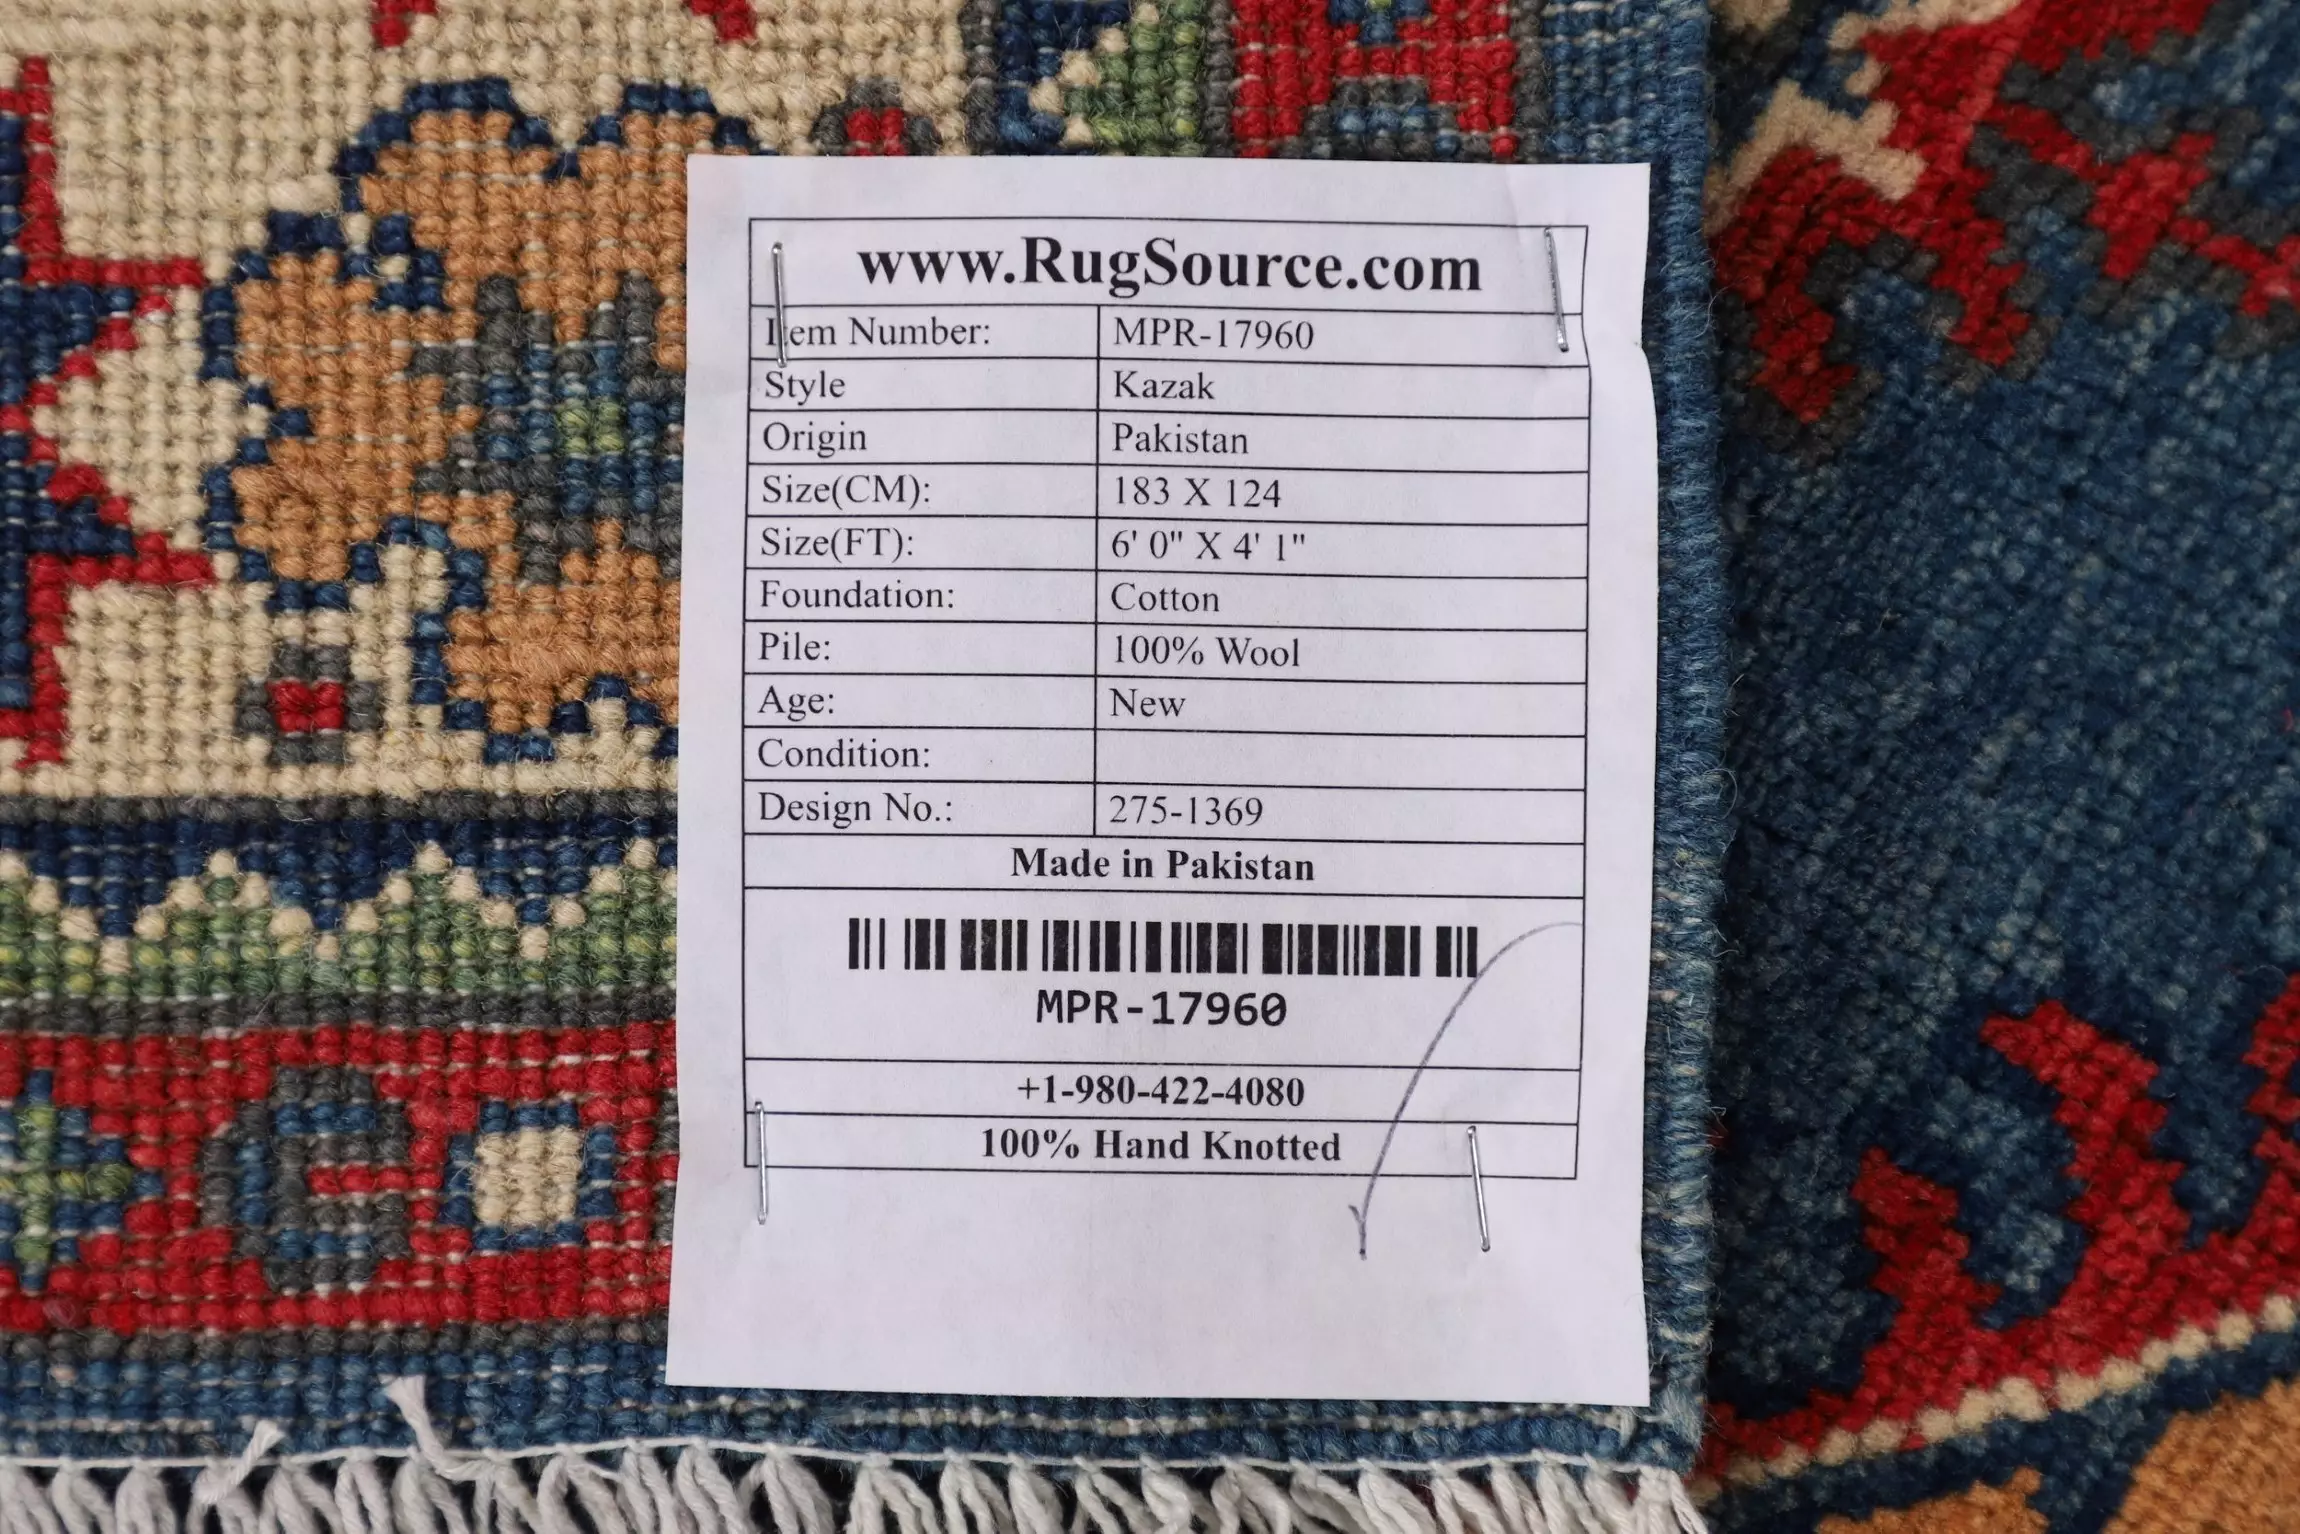 www.RugSource.com
Item Number: MPR-17960
Style Kazak
Origin Pakistan
Size(CM): 183 X 124
Size(FT): 6' 0" X 4' 1"
Foundation: Cotton
Pile: 100% Wool
Age: New
Condition:
Design No.: 275-1369
Made in Pakistan
MPR-17960
+1-980-422-4080
100% Hand Knotted